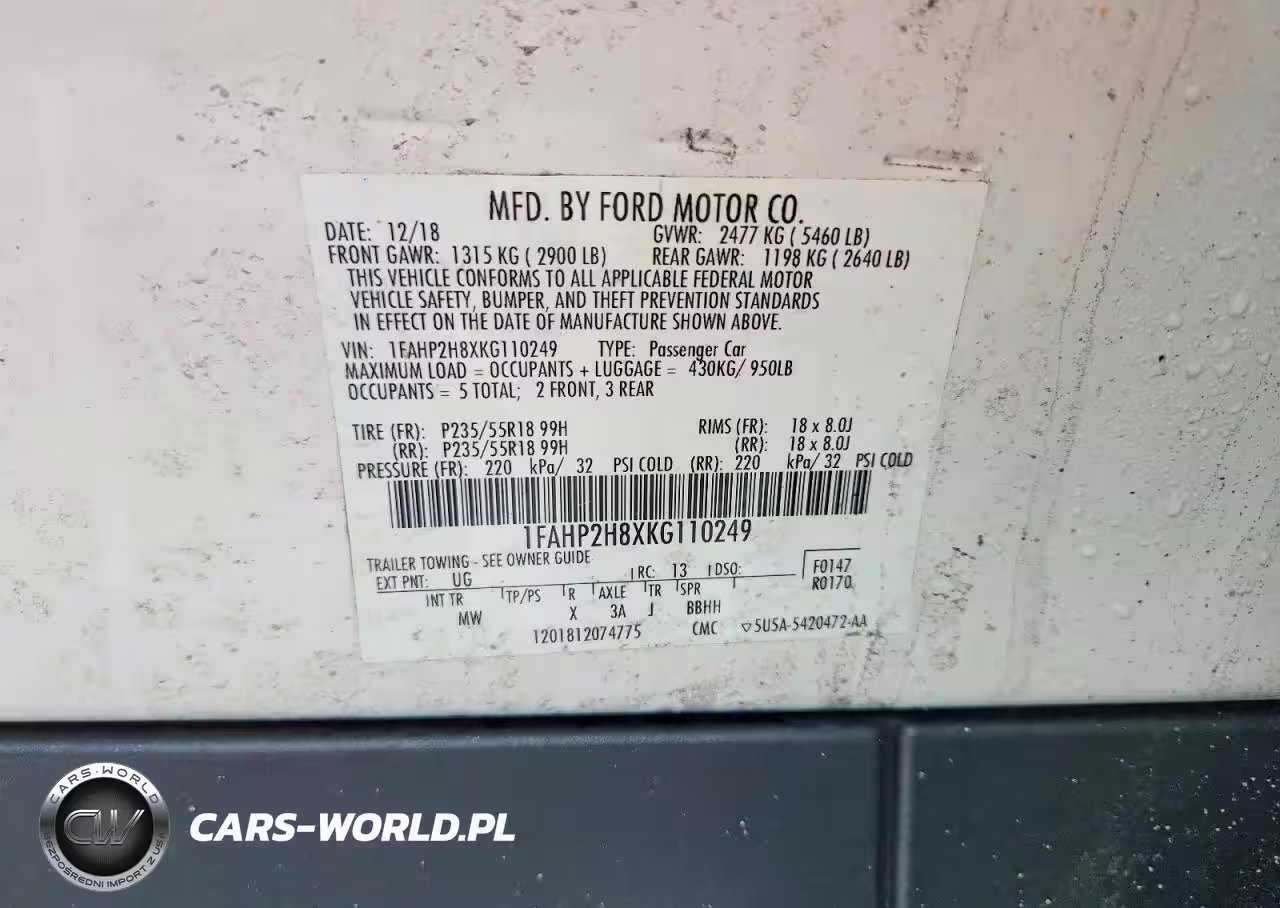 MFD. BY FORD MOTOR CO.
DATE: 12/18 GVWR: 2477 KG ( 5460 LB)
FRONT GAWR: 1315 KG ( 2900 LB) REAR GAWR: 1198 KG ( 2640 LB)
THIS VEHICLE CONFORMS TO ALL APPLICABLE FEDERAL MOTOR
VEHICLE SAFETY, BUMPER, AND THEFT PREVENTION STANDARDS
IN EFFECT ON THE DATE OF MANUFACTURE SHOWN ABOVE.
VIN: 1FAHP2H8XKG110249 TYPE: Passenger Car
MAXIMUM LOAD = OCCUPANTS + LUGGAGE = 430KG/ 950LB
OCCUPANTS = 5 TOTAL; 2 FRONT, 3 REAR
TIRE (FR): P235/55R18 99H RIMS (FR): 18 x 8.0J
(RR): P235/55R18 99H (RR): 18 x 8.0J
PRESSURE (FR): 220 kPa/ 32 PSI COLD (RR): 220 kPa/ 32 PSI COLD
1FAHP2H8XKG110249
TRAILER TOWING - SEE OWNER GUIDE
EXT PNT: UG RC: 13 DSO: F0147
INT TR TP/PS R AXLE TR SPR R0170
MW X 3A J BBHH
1201812074775 CMC ▽5U5A-5420472-AA
CARS-WORLD
CW
BEZPOŚREDNI IMPORT Z USA
CARS-WORLD.PL